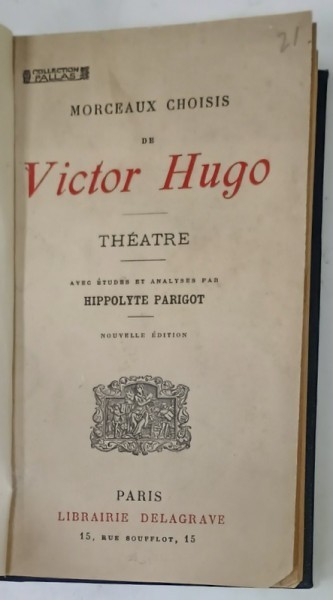 21
COLLECTION
PALLAS
MORCEAUX CHOISIS
DE
Victor Hugo
THÉATRE
AVEC ÉTUDES ET ANALYSES PAR
HIPPOLYTE PARIGOT
NOUVELLE ÉDITION
PARIS
LIBRAIRIE DELAGRAVE
15, RUE SOUFFLOT, 15